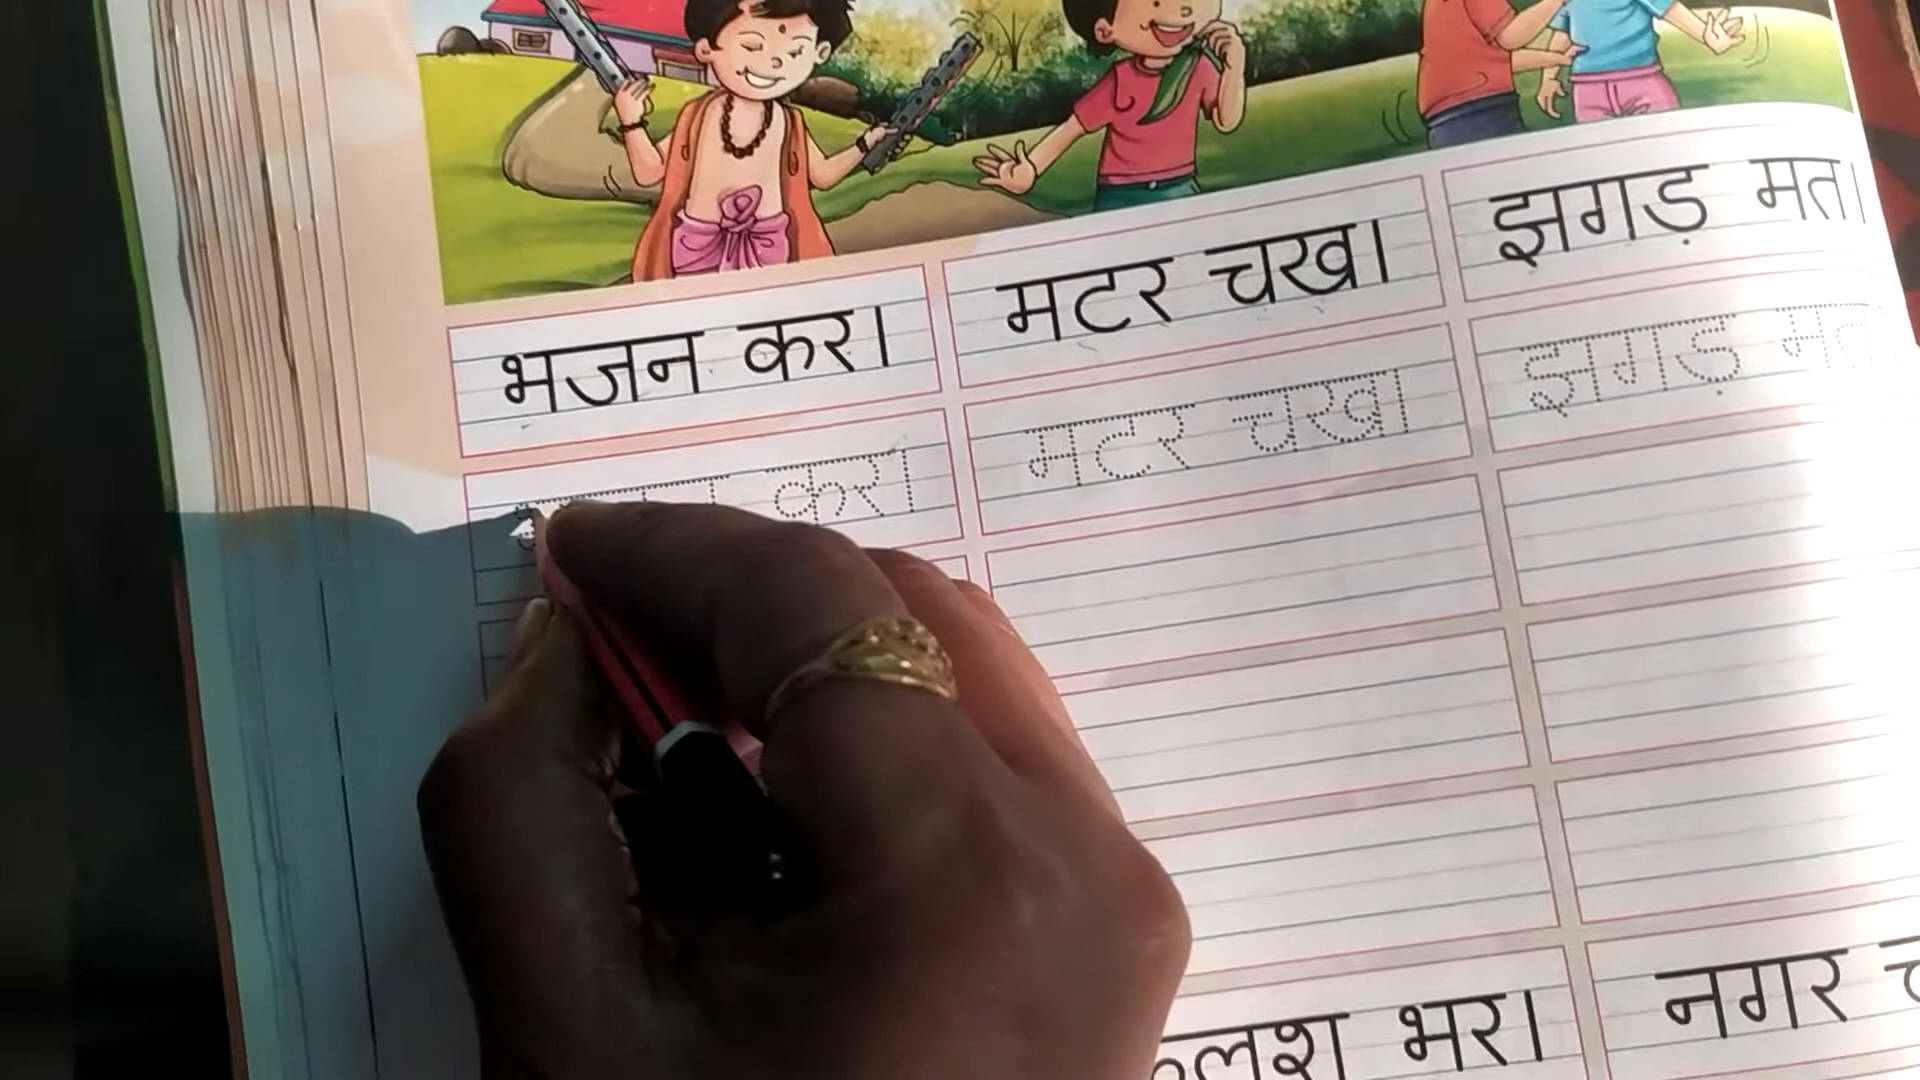 भजन कर। मटर चख। झगड़ मत।
कर। मटर चख। झगड़ मत
भर। नगर